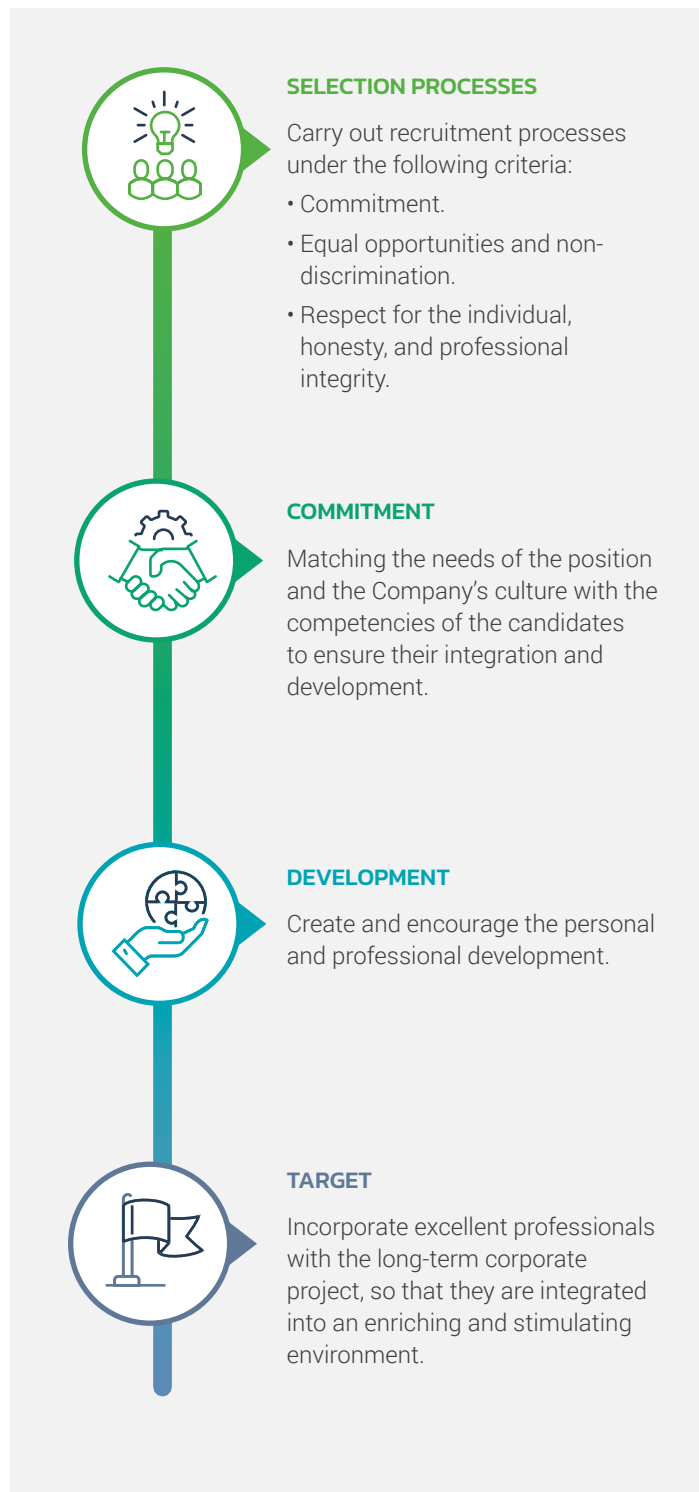 SELECTION PROCESSES
Carry out recruitment processes
under the following criteria:
• Commitment.
• Equal opportunities and non-
discrimination.
• Respect for the individual,
honesty, and professional
integrity.
COMMITMENT
Matching the needs of the position
and the Company’s culture with the
competencies of the candidates
to ensure their integration and
development.
DEVELOPMENT
Create and encourage the personal
and professional development.
TARGET
Incorporate excellent professionals
with the long-term corporate
project, so that they are integrated
into an enriching and stimulating
environment.